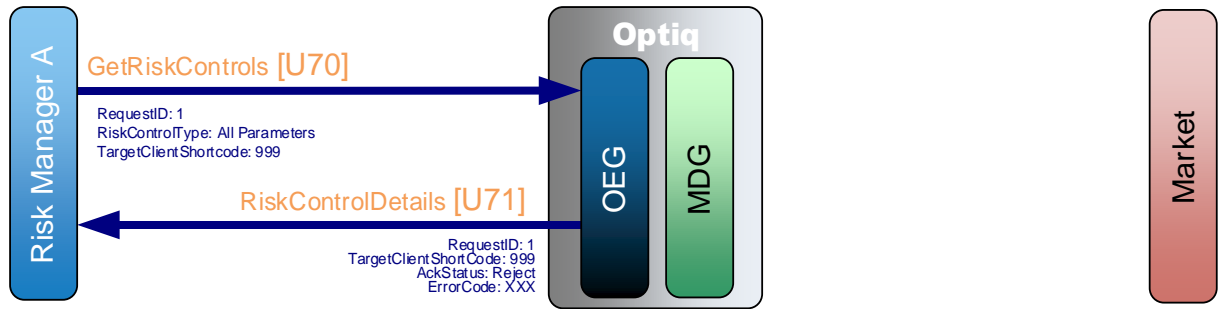 Risk Manager A
GetRiskControls [U70]
RequestID: 1
RiskControlType: All Parameters
TargetClientShortcode: 999
RiskControlDetails [U71]
RequestID: 1
TargetClientShortCode: 999
AckStatus: Reject
ErrorCode: XXX
Optiq
OEG
MDG
Market